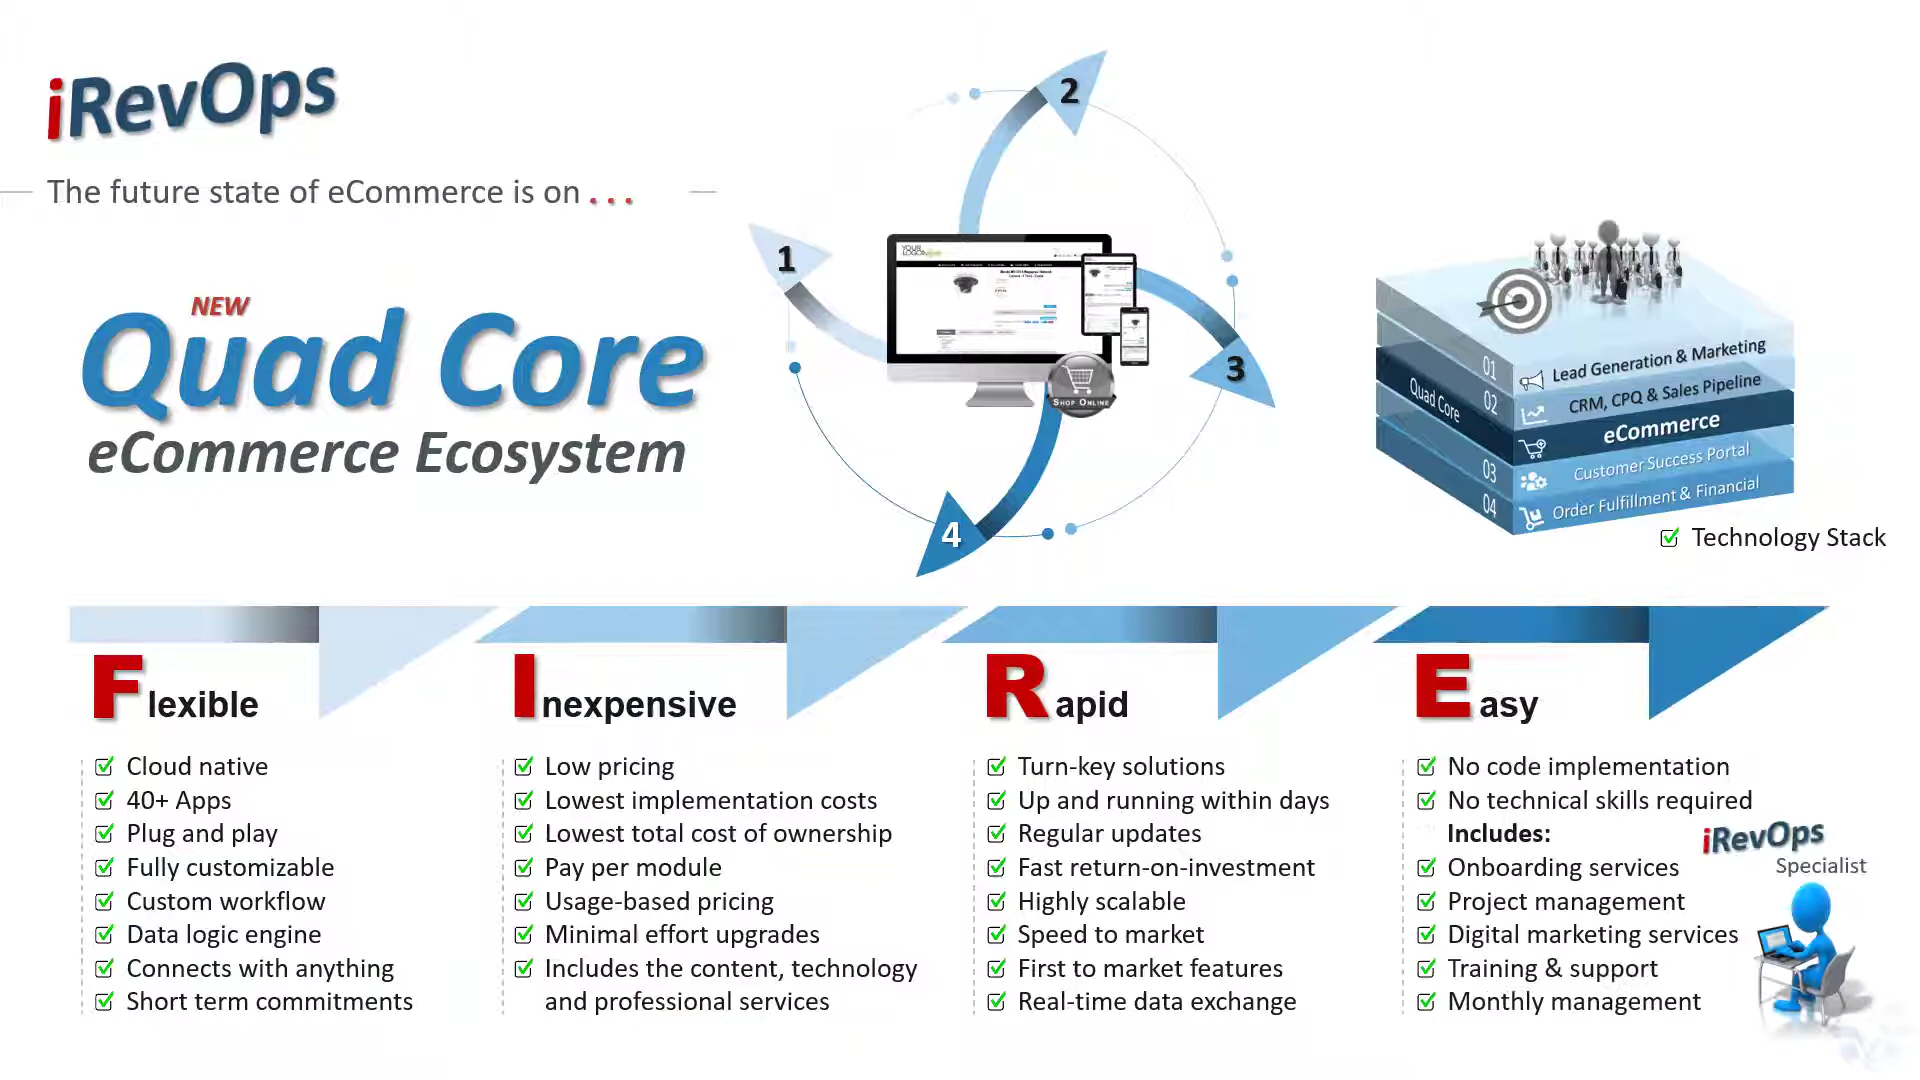 iRevOps
The future state of eCommerce is on . . .
NEW
Quad Core
eCommerce Ecosystem
1
2
3
4
SHOP ONLINE
Quad Core
01 Lead Generation & Marketing
02 CRM, CPQ & Sales Pipeline
eCommerce
03 Customer Success Portal
04 Order Fulfillment & Financial
Technology Stack
Flexible
Cloud native
40+ Apps
Plug and play
Fully customizable
Custom workflow
Data logic engine
Connects with anything
Short term commitments
Inexpensive
Low pricing
Lowest implementation costs
Lowest total cost of ownership
Pay per module
Usage-based pricing
Minimal effort upgrades
Includes the content, technology
and professional services
Rapid
Turn-key solutions
Up and running within days
Regular updates
Fast return-on-investment
Highly scalable
Speed to market
First to market features
Real-time data exchange
Easy
No code implementation
No technical skills required
Includes:
Onboarding services
Project management
Digital marketing services
Training & support
Monthly management
iRevOps
Specialist